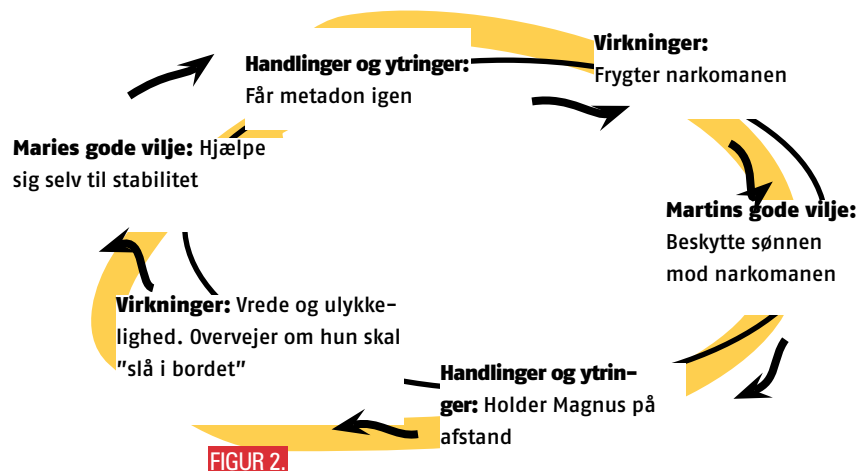 Handlinger og ytringer:
Får metadon igen
Virkninger:
Frygter narkomanen
Martins gode vilje:
Beskytte sønnen
mod narkomanen
Handlinger og ytrin-
ger: Holder Magnus på
afstand
Virkninger: Vrede og ulykke-
lighed. Overvejer om hun skal
”slå i bordet”
Maries gode vilje: Hjælpe
sig selv til stabilitet
FIGUR 2.